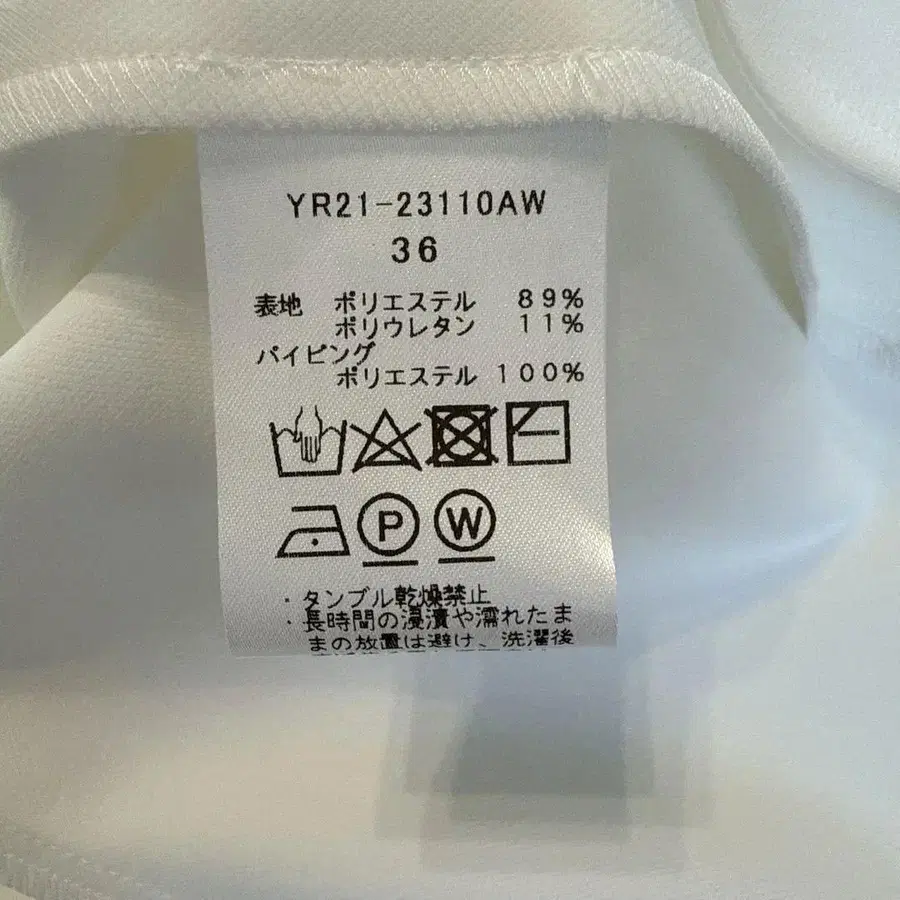 YR21-23110AW
36
表地 ポリエステル 89%
ポリウレタン 11%
パイピング
ポリエステル 100%
P W
・タンブル乾燥禁止
・長時間の浸漬や濡れたま
まの放置は避け、洗濯後